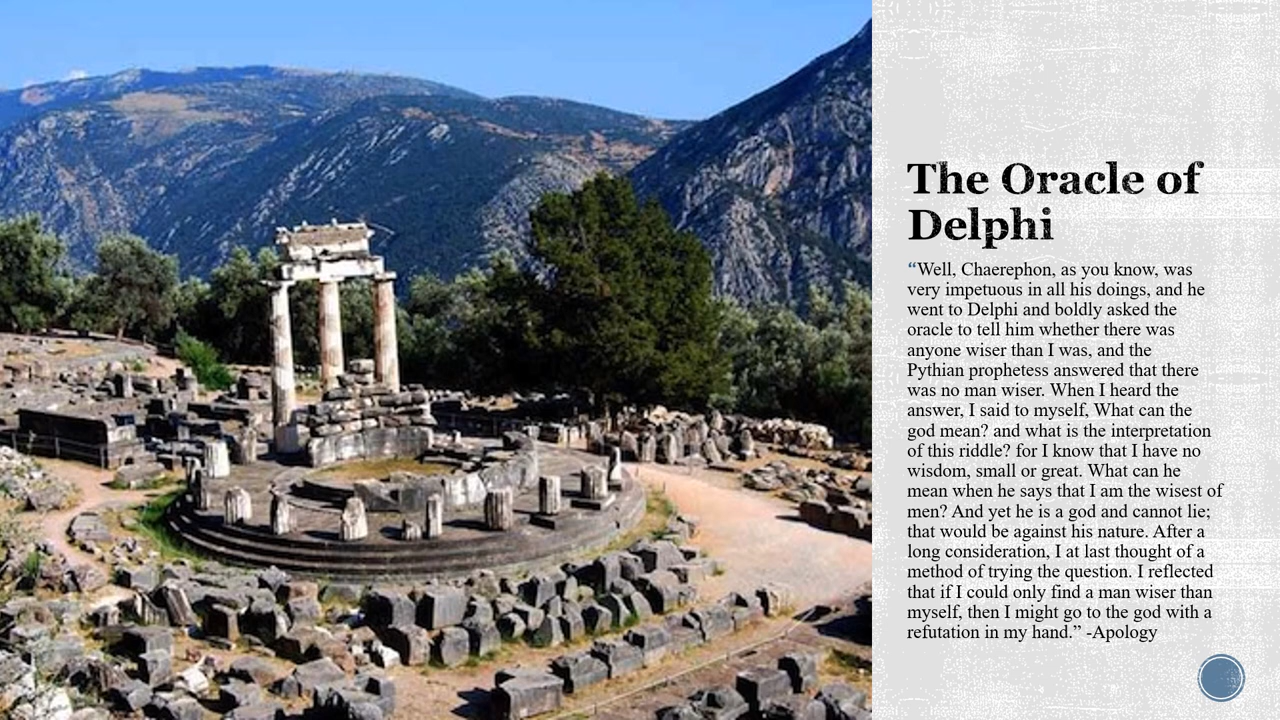 The Oracle of
Delphi
“Well, Chaerephon, as you know, was
very impetuous in all his doings, and he
went to Delphi and boldly asked the
oracle to tell him whether there was
anyone wiser than I was, and the
Pythian prophetess answered that there
was no man wiser. When I heard the
answer, I said to myself, What can the
god mean? and what is the interpretation
of this riddle? for I know that I have no
wisdom, small or great. What can he
mean when he says that I am the wisest of
men? And yet he is a god and cannot lie;
that would be against his nature. After a
long consideration, I at last thought of a
method of trying the question. I reflected
that if I could only find a man wiser than
myself, then I might go to the god with a
refutation in my hand.” -Apology